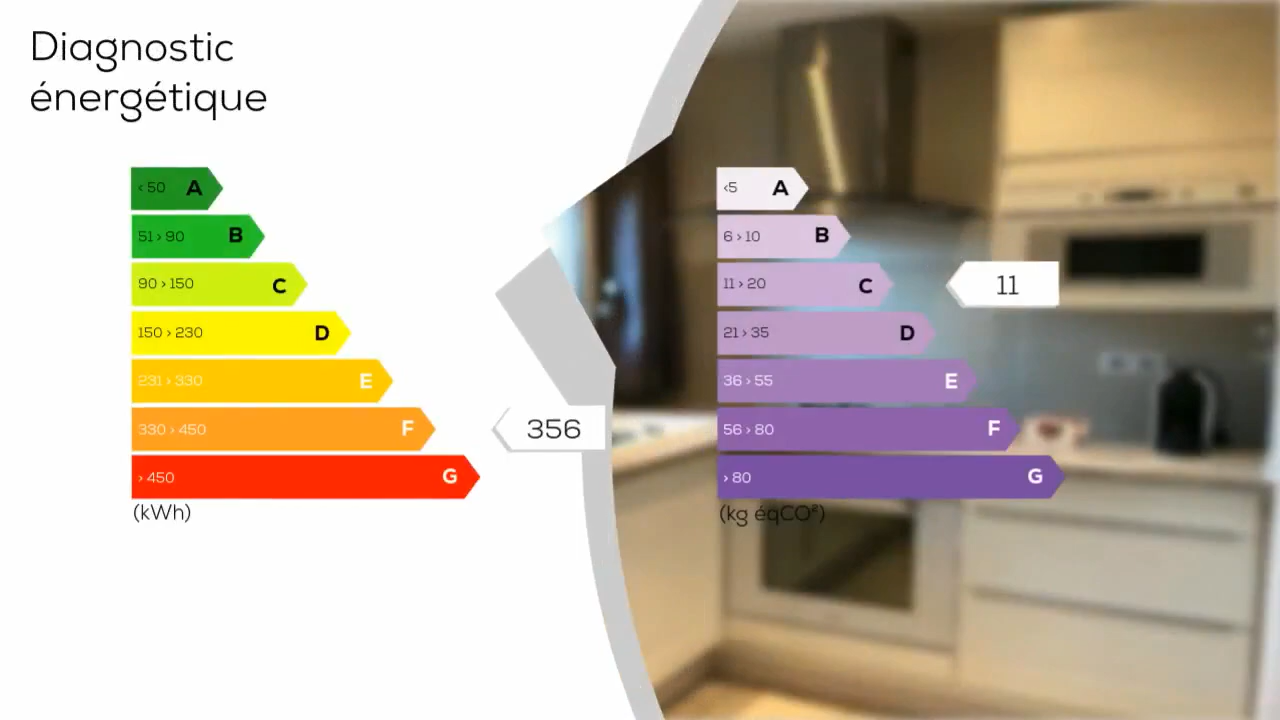 Diagnostic
énergétique
< 50 A
51 > 90 B
90 > 150 C
150 > 230 D
231 > 330 E
330 > 450 F
> 450 G
(kWh)
356
<5 A
6 > 10 B
11 > 20 C
21 > 35 D
36 > 55 E
56 > 80 F
> 80 G
(kg éqCO²)
11